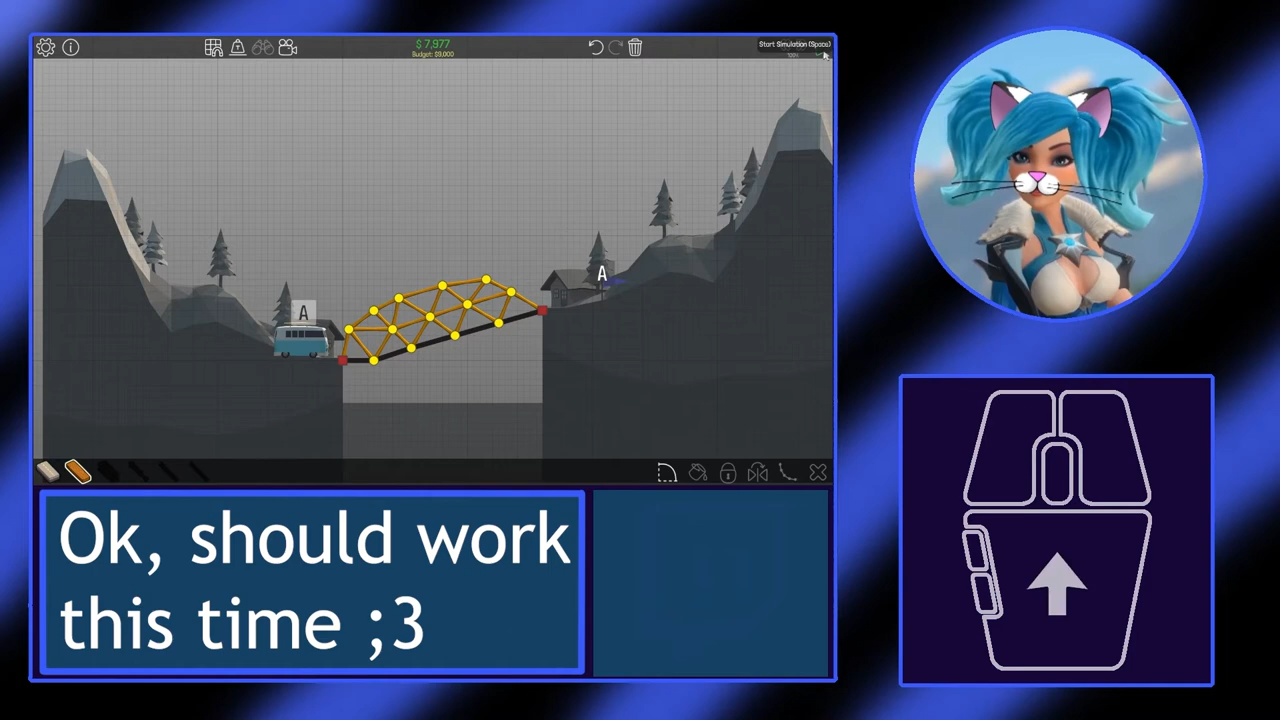 $ 7,977
Budget: $9,000
Start Simulation (Space)
A
A
Ok, should work
this time ;3